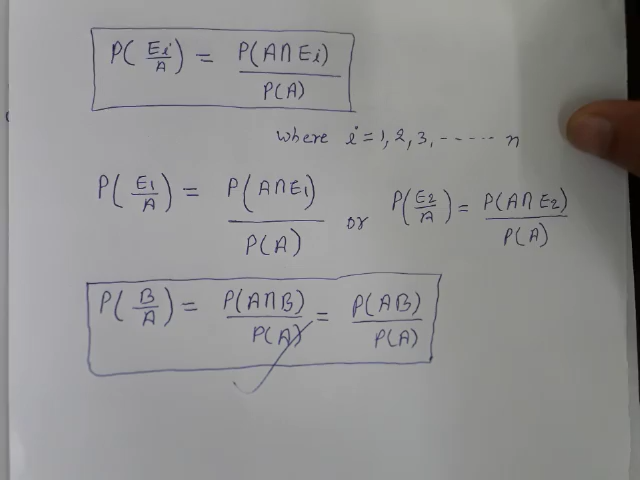 P(Ei/A) = P(A∩Ei)/P(A)
where i = 1, 2, 3, ------ n
P(E1/A) = P(A∩E1)/P(A) or P(E2/A) = P(A∩E2)/P(A)
P(B/A) = P(A∩B)/P(A) = P(AB)/P(A)